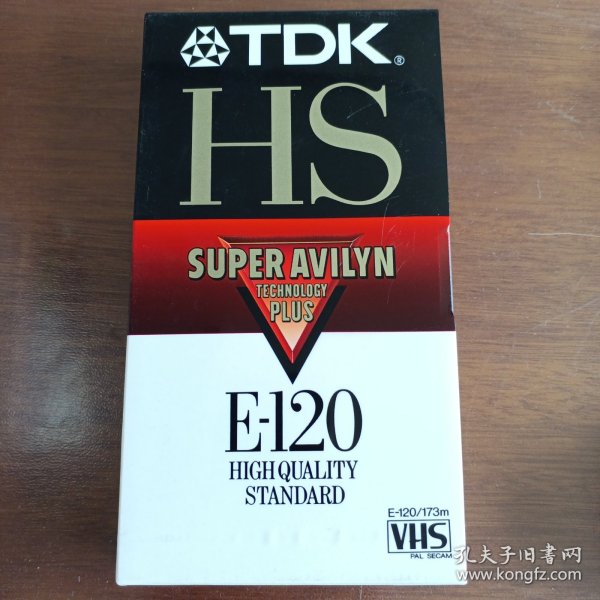 TDK®
HS
SUPER AVILYN
TECHNOLOGY
PLUS
E-120
HIGH QUALITY
STANDARD
E-120/173m
VHS
PAL SECAM
孔夫子旧書网
www.kongfz.com